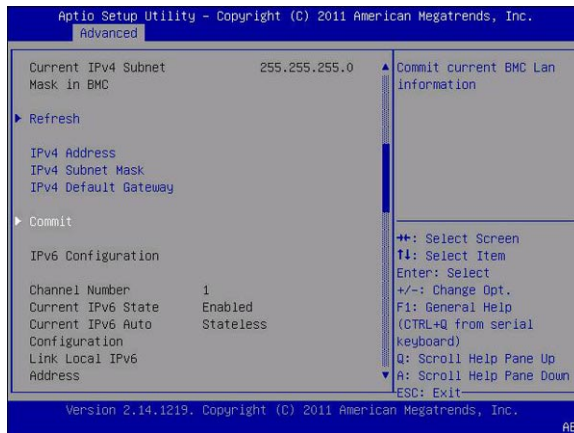 Aptio Setup Utility – Copyright (C) 2011 American Megatrends, Inc.
Advanced
Current IPv4 Subnet 255.255.255.0
Mask in BMC
Refresh
IPv4 Address
IPv4 Subnet Mask
IPv4 Default Gateway
Commit
IPv6 Configuration
Channel Number 1
Current IPv6 State Enabled
Current IPv6 Auto Stateless
Configuration
Link Local IPv6
Address
Commit current BMC Lan
information
→←: Select Screen
↑↓: Select Item
Enter: Select
+/-: Change Opt.
F1: General Help
(CTRL+Q from serial
keyboard)
Q: Scroll Help Pane Up
A: Scroll Help Pane Down
ESC: Exit
Version 2.14.1219. Copyright (C) 2011 American Megatrends, Inc.
AB